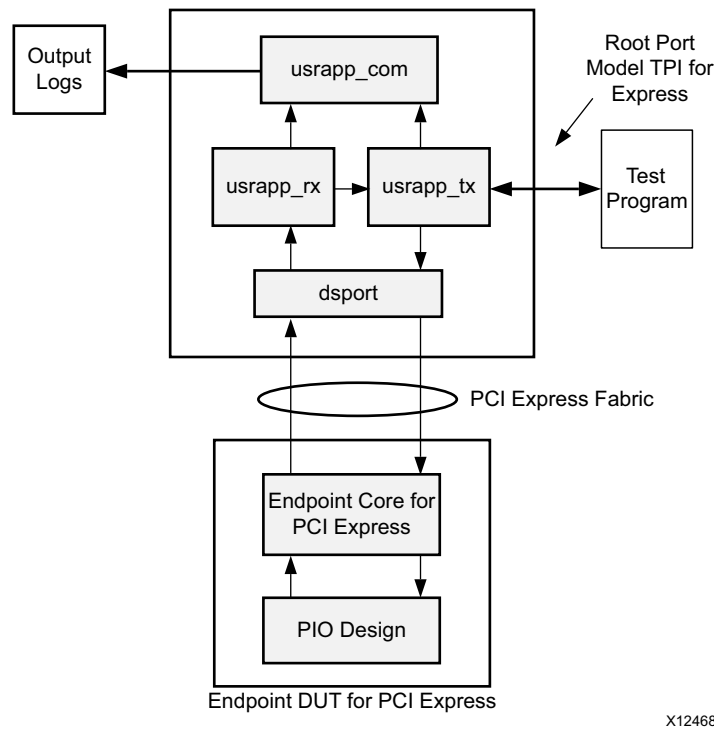 Output
Logs
usrapp_com
Root Port
Model TPI for
Express
usrapp_rx
usrapp_tx
Test
Program
dsport
PCI Express Fabric
Endpoint Core for
PCI Express
PIO Design
Endpoint DUT for PCI Express
X12468